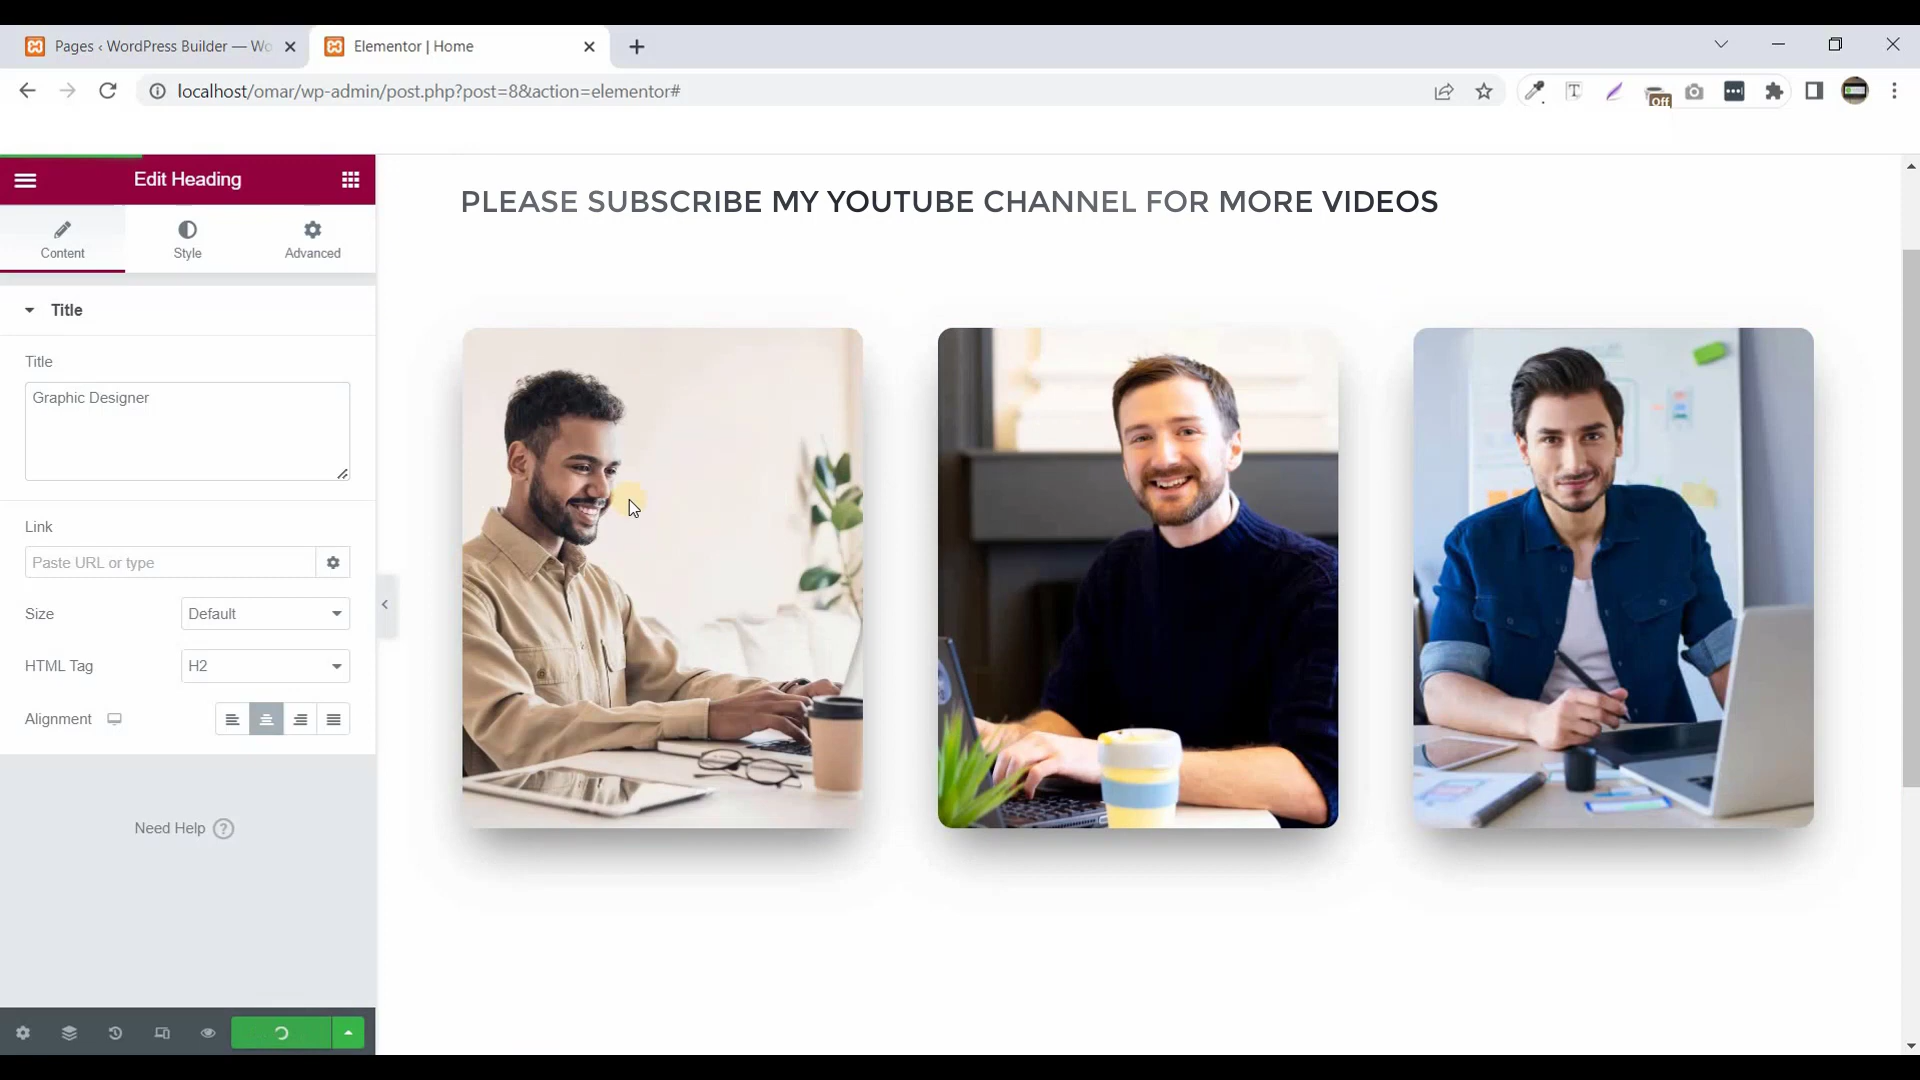 Pages ‹ WordPress Builder — Wo
Elementor | Home
localhost/omar/wp-admin/post.php?post=8&action=elementor#
Off
Edit Heading
Content
Style
Advanced
PLEASE SUBSCRIBE MY YOUTUBE CHANNEL FOR MORE VIDEOS
Title
Title
Graphic Designer
Link
Paste URL or type
Size
Default
HTML Tag
H2
Alignment
Need Help ?